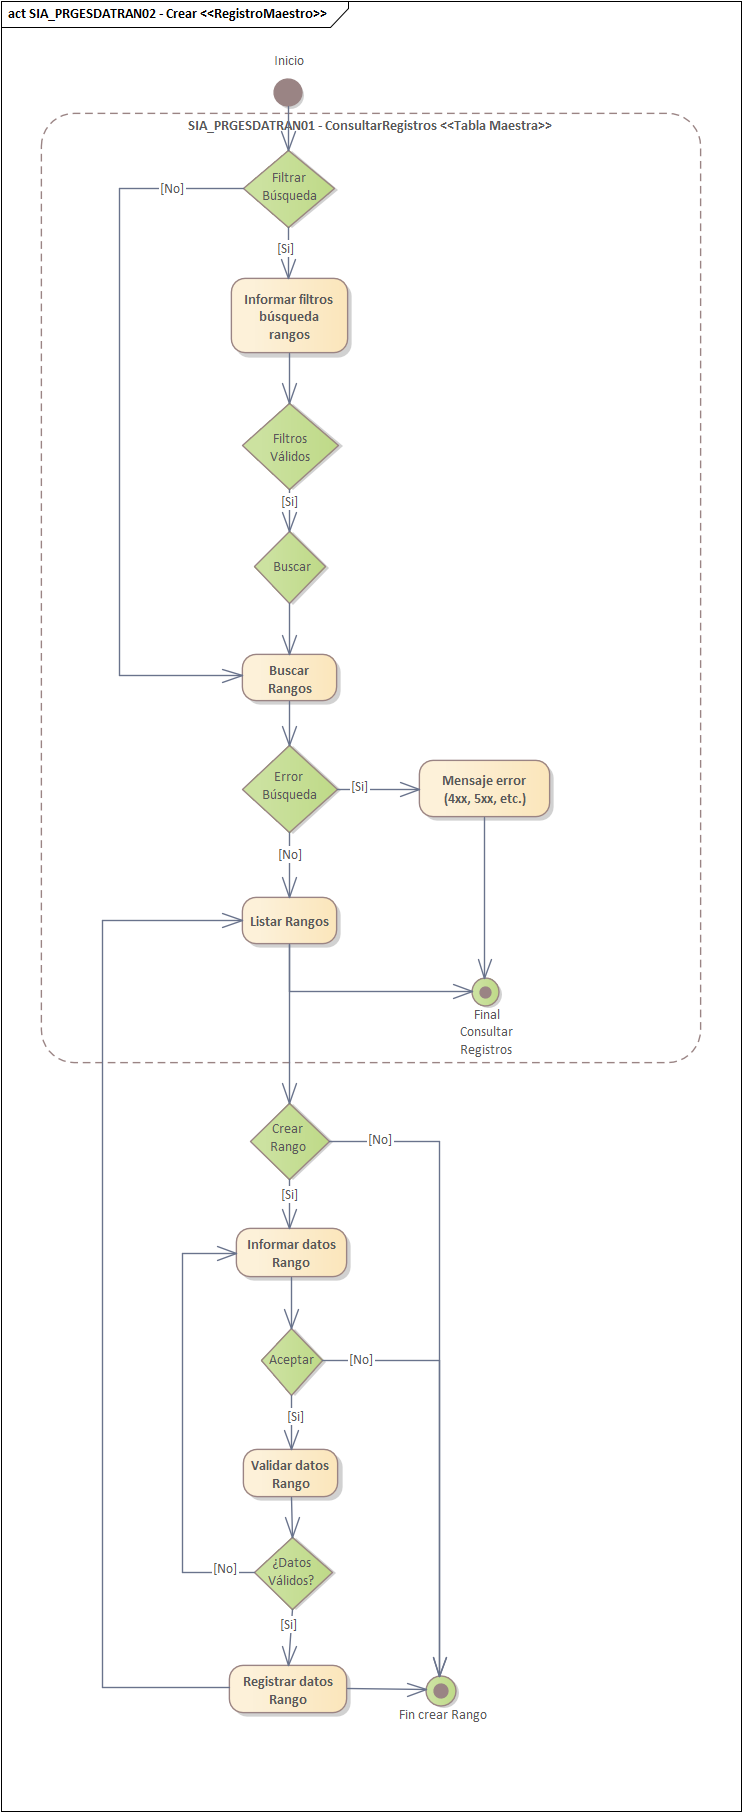 act SIA_PRGESDATRAN02 - Crear <<RegistroMaestro>>
Inicio
SIA_PRGESDATRAN01 - ConsultarRegistros <<Tabla Maestra>>
Filtrar
Búsqueda
[No]
[Si]
Informar filtros
búsqueda
rangos
Filtros
Válidos
[Si]
Buscar
Buscar
Rangos
Error
Búsqueda
[Si]
Mensaje error
(4xx, 5xx, etc.)
[No]
Listar Rangos
Final
Consultar
Registros
Crear
Rango
[No]
[Si]
Informar datos
Rango
Aceptar
[No]
[Si]
Validar datos
Rango
¿Datos
Válidos?
[No]
[Si]
Registrar datos
Rango
Fin crear Rango